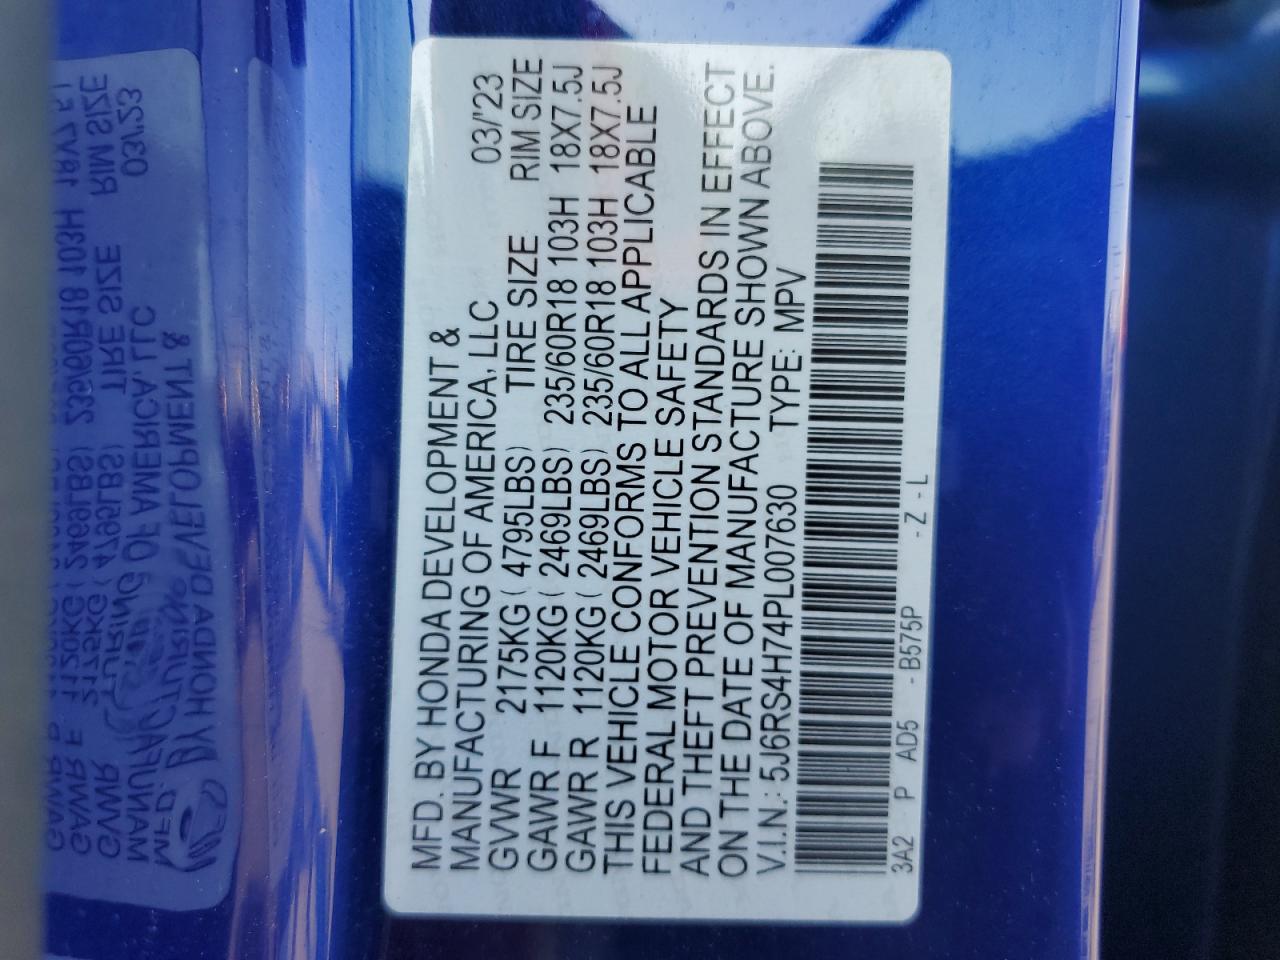 MFD. BY HONDA DEVELOPMENT &
MANUFACTURING OF AMERICA, LLC 03/'23
GVWR 2175KG ( 4795LBS) TIRE SIZE RIM SIZE
GAWR F 1120KG ( 2469LBS) 235/60R18 103H 18X7.5J
GAWR R 1120KG ( 2469LBS) 235/60R18 103H 18X7.5J
THIS VEHICLE CONFORMS TO ALL APPLICABLE
FEDERAL MOTOR VEHICLE SAFETY
AND THEFT PREVENTION STANDARDS IN EFFECT
ON THE DATE OF MANUFACTURE SHOWN ABOVE.
V.I.N.: 5J6RS4H74PL007630 TYPE: MPV
3A2 P AD5 - B575P - Z - L